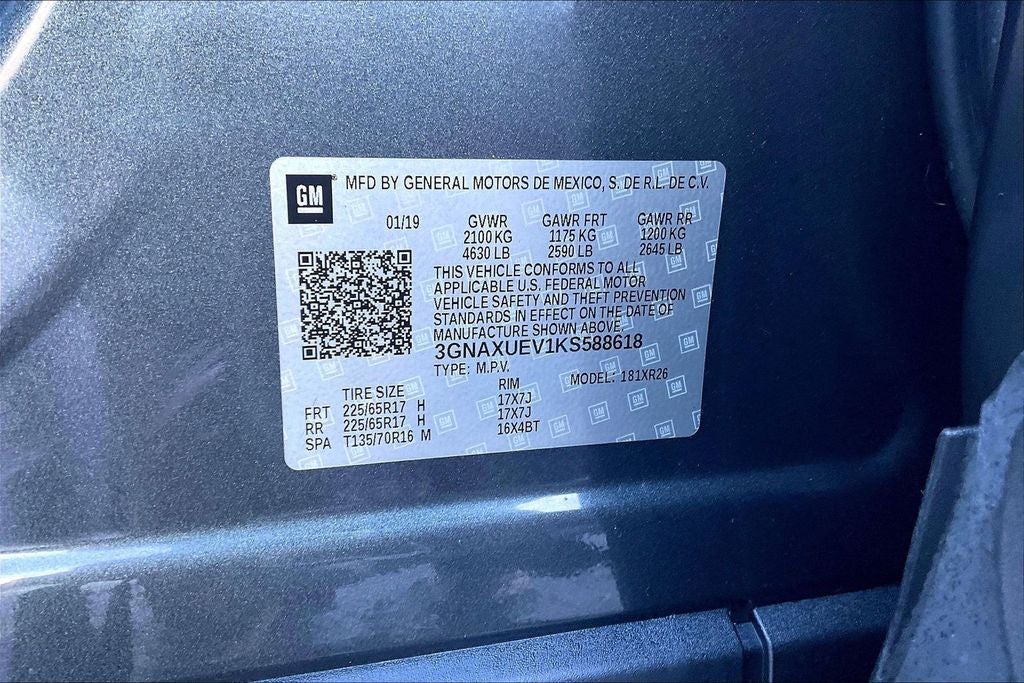 GM
MFD BY GENERAL MOTORS DE MEXICO, S. DE R.L. DE C.V.
01/19 GVWR GAWR FRT GAWR RR
2100 KG 1175 KG 1200 KG
4630 LB 2590 LB 2645 LB
THIS VEHICLE CONFORMS TO ALL
APPLICABLE U.S. FEDERAL MOTOR
VEHICLE SAFETY AND THEFT PREVENTION
STANDARDS IN EFFECT ON THE DATE OF
MANUFACTURE SHOWN ABOVE.
3GNAXUEV1KS588618
TYPE: M.P.V. MODEL: 181XR26
TIRE SIZE RIM
FRT 225/65R17 H 17X7J
RR 225/65R17 H 17X7J
SPA T135/70R16 M 16X4BT